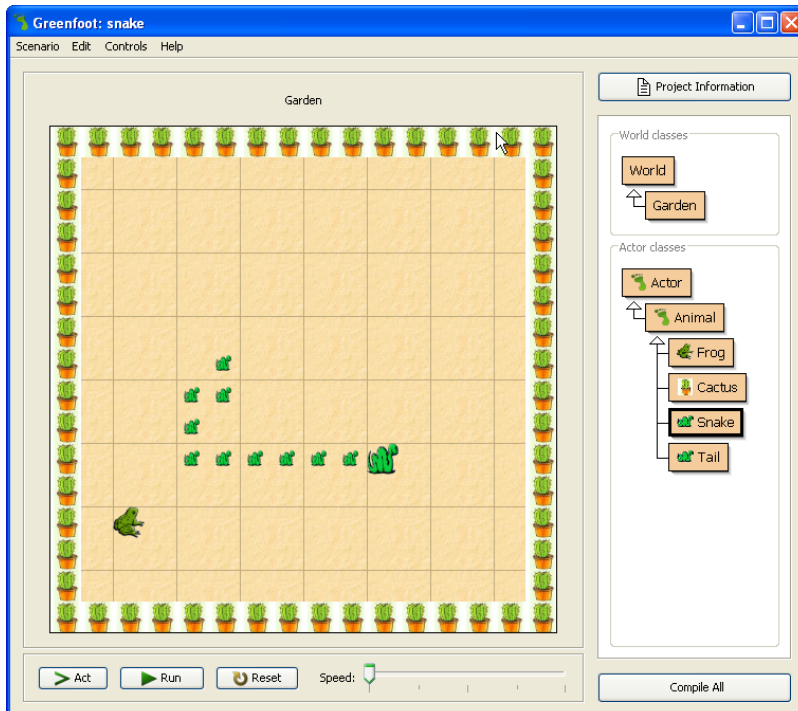 Greenfoot: snake
Scenario Edit Controls Help
Garden
Project Information
World classes
World
Garden
Actor classes
Actor
Animal
Frog
Cactus
Snake
Tail
Act
Run
Reset
Speed:
Compile All